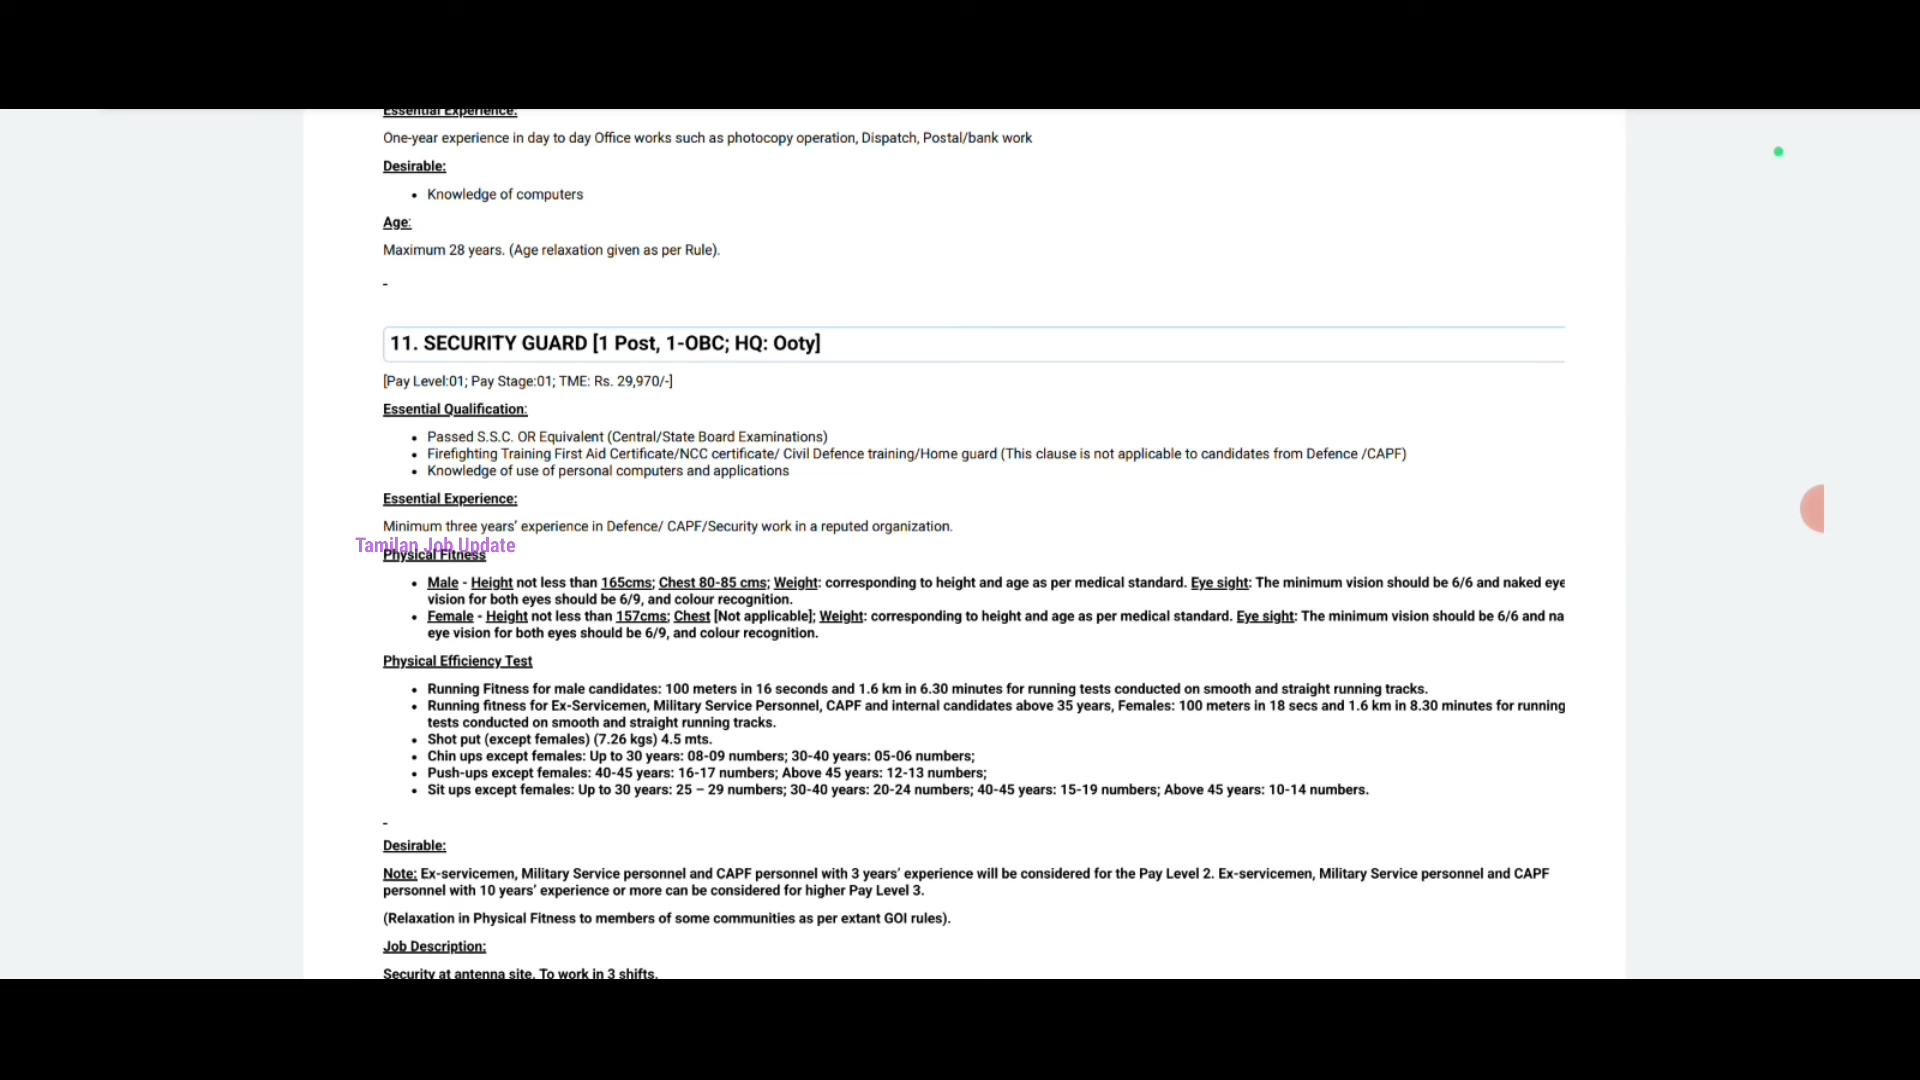 Essential Experience:
One-year experience in day to day Office works such as photocopy operation, Dispatch, Postal/bank work
Desirable:
• Knowledge of computers
Age:
Maximum 28 years. (Age relaxation given as per Rule).
-
11. SECURITY GUARD [1 Post, 1-OBC; HQ: Ooty]
[Pay Level:01; Pay Stage:01; TME: Rs. 29,970/-]
Essential Qualification:
• Passed S.S.C. OR Equivalent (Central/State Board Examinations)
• Firefighting Training First Aid Certificate/NCC certificate/ Civil Defence training/Home guard (This clause is not applicable to candidates from Defence /CAPF)
• Knowledge of use of personal computers and applications
Essential Experience:
Minimum three years’ experience in Defence/ CAPF/Security work in a reputed organization.
Tamilan Job Update
Physical Fitness
• Male - Height not less than 165cms; Chest 80-85 cms; Weight: corresponding to height and age as per medical standard. Eye sight: The minimum vision should be 6/6 and naked eye
vision for both eyes should be 6/9, and colour recognition.
• Female - Height not less than 157cms; Chest [Not applicable]; Weight: corresponding to height and age as per medical standard. Eye sight: The minimum vision should be 6/6 and na
eye vision for both eyes should be 6/9, and colour recognition.
Physical Efficiency Test
• Running Fitness for male candidates: 100 meters in 16 seconds and 1.6 km in 6.30 minutes for running tests conducted on smooth and straight running tracks.
• Running fitness for Ex-Servicemen, Military Service Personnel, CAPF and internal candidates above 35 years, Females: 100 meters in 18 secs and 1.6 km in 8.30 minutes for running
tests conducted on smooth and straight running tracks.
• Shot put (except females) (7.26 kgs) 4.5 mts.
• Chin ups except females: Up to 30 years: 08-09 numbers; 30-40 years: 05-06 numbers;
• Push-ups except females: 40-45 years: 16-17 numbers; Above 45 years: 12-13 numbers;
• Sit ups except females: Up to 30 years: 25 – 29 numbers; 30-40 years: 20-24 numbers; 40-45 years: 15-19 numbers; Above 45 years: 10-14 numbers.
-
Desirable:
Note: Ex-servicemen, Military Service personnel and CAPF personnel with 3 years’ experience will be considered for the Pay Level 2. Ex-servicemen, Military Service personnel and CAPF
personnel with 10 years’ experience or more can be considered for higher Pay Level 3.
(Relaxation in Physical Fitness to members of some communities as per extant GOI rules).
Job Description:
Security at antenna site. To work in 3 shifts.